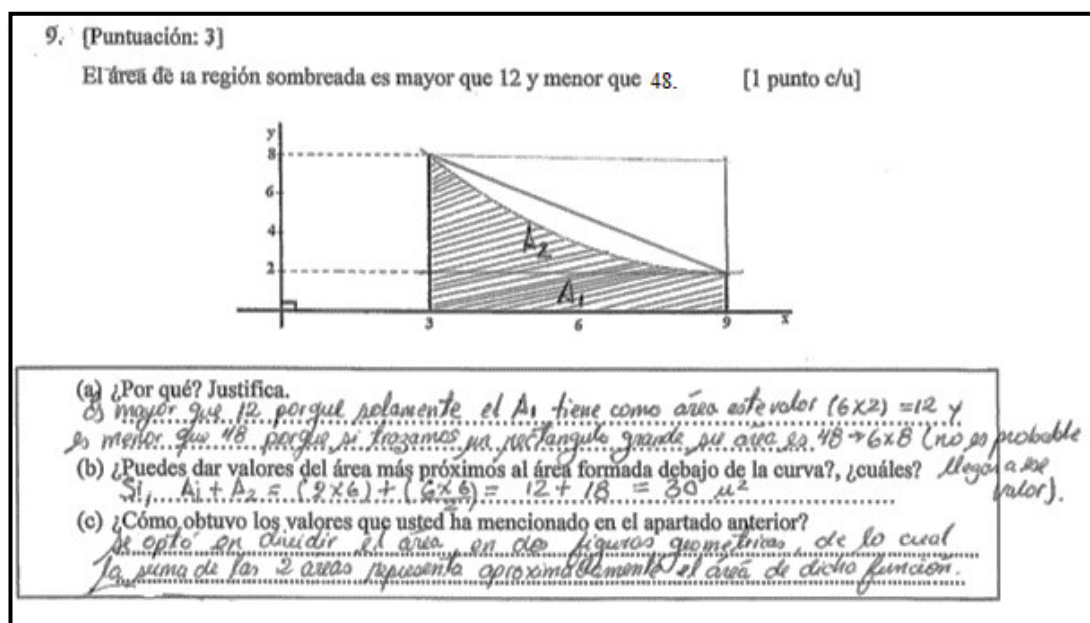 9. [Puntuación: 3]
El área de la región sombreada es mayor que 12 y menor que 48. [1 punto c/u]
y
8
6
4
2
A2
A1
3 6 9 x
(a) ¿Por qué? Justifica.
es mayor que 12 porque solamente el A1 tiene como área este valor (6x2) =12 y
es menor que 48 porque si trazamos un rectangulo grande su area es 48 → 6x8 (no es probable
llegar a ese
valor).
(b) ¿Puedes dar valores del área más próximos al área formada debajo de la curva?, ¿cuáles?
Si, A1 + A2 = (2x6) + (6x6)/2 = 12 + 18 = 30 u²
(c) ¿Cómo obtuvo los valores que usted ha mencionado en el apartado anterior?
se optó en dividir el area en dos figuras geometricas, de lo cual
la suma de las 2 areas representa aproximadamente el área de dicha función.